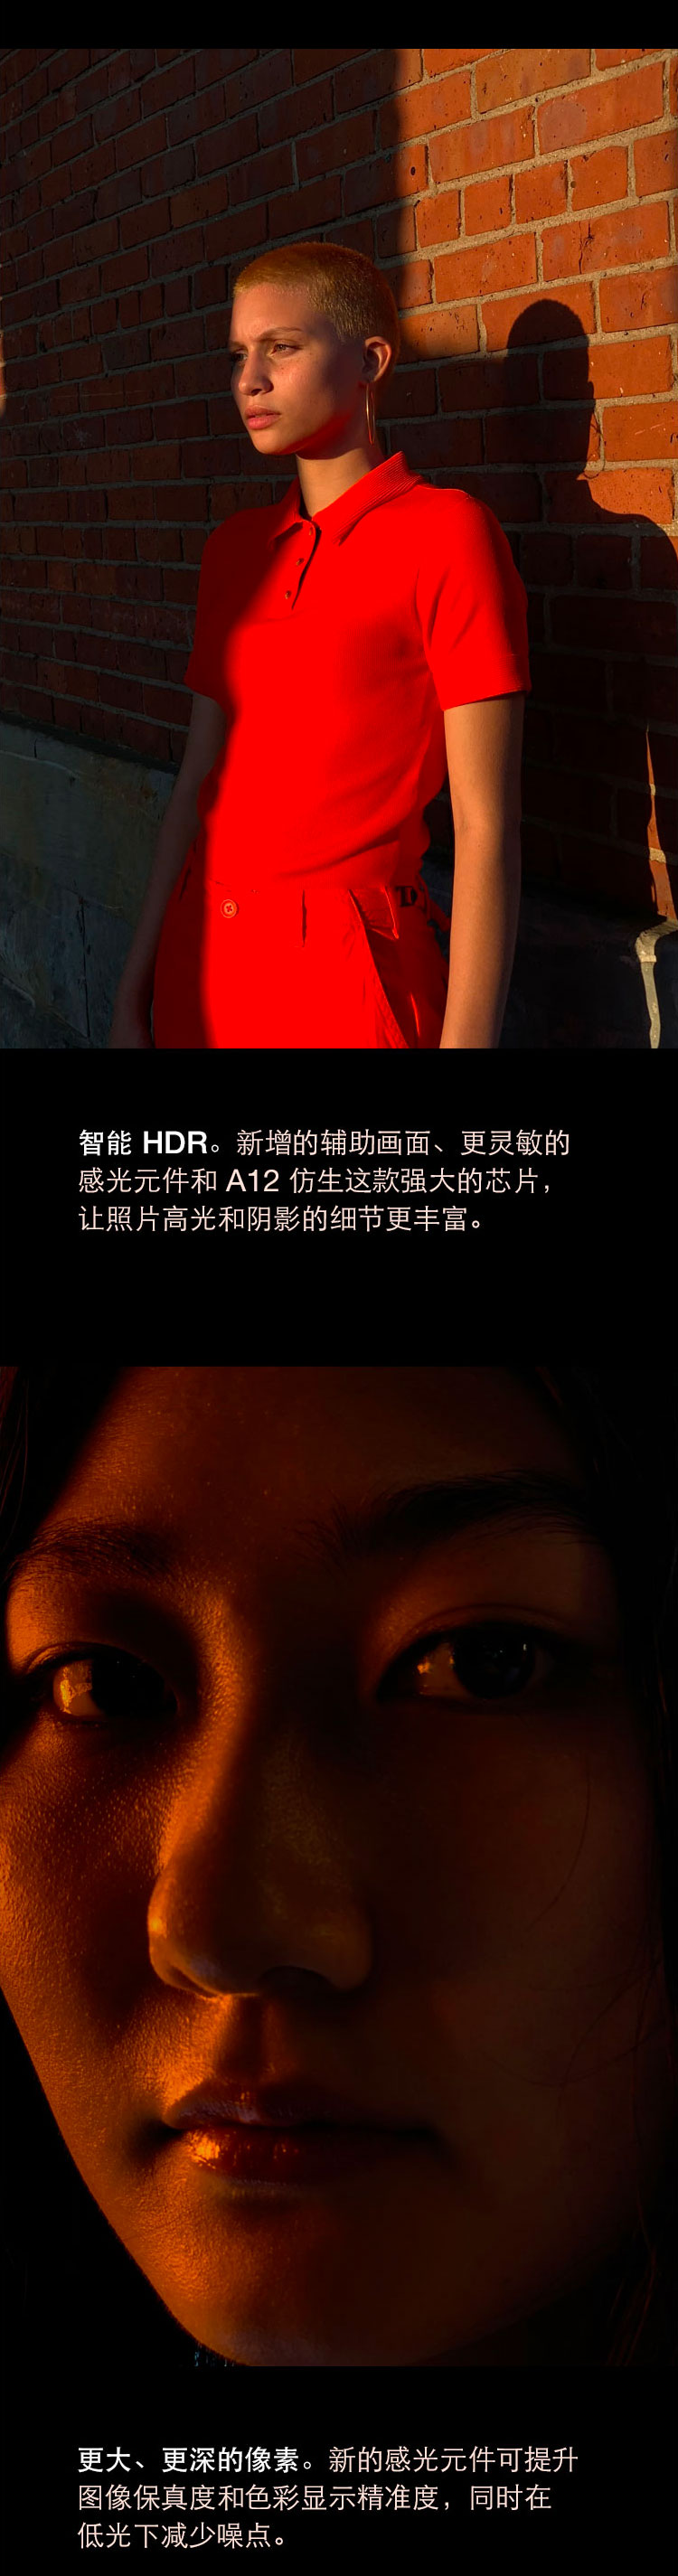 智能 HDR。新增的辅助画面、更灵敏的
感光元件和 A12 仿生这款强大的芯片，
让照片高光和阴影的细节更丰富。
更大、更深的像素。新的感光元件可提升
图像保真度和色彩显示精准度，同时在
低光下减少噪点。